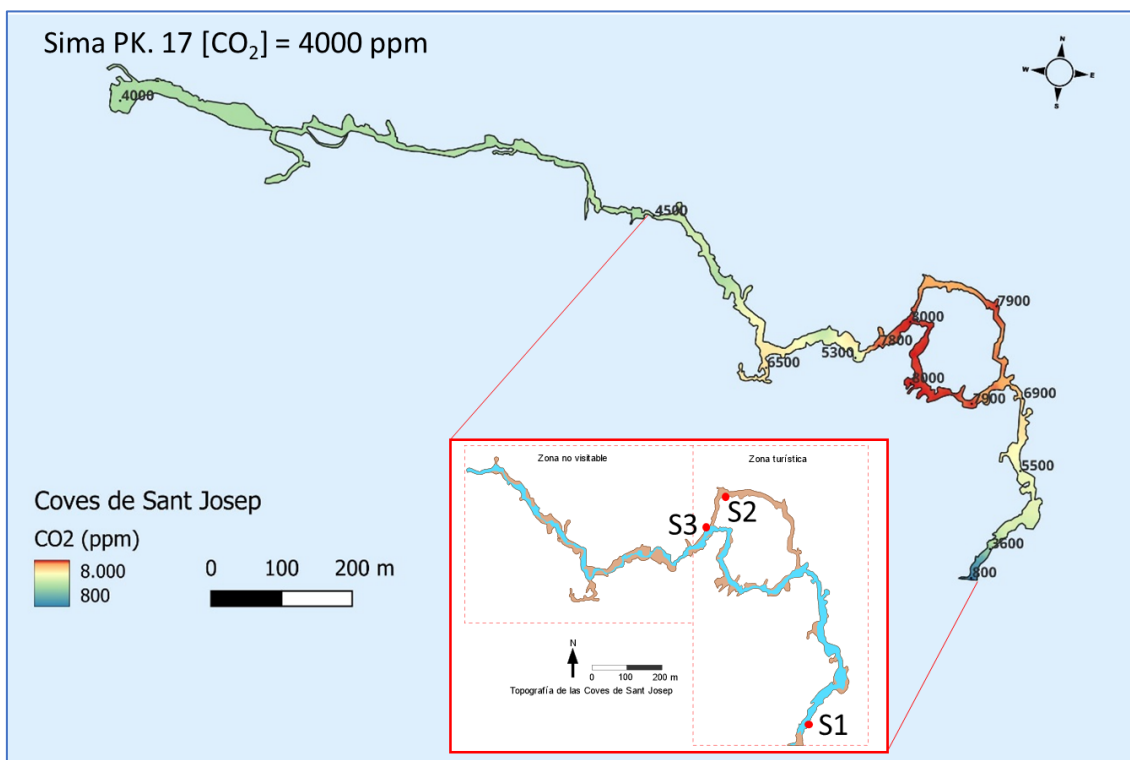 Sima PK. 17 [CO₂] = 4000 ppm
N
W
E
S
4000
4500
7900
8000
7800
5300
6500
8000
7900
6900
5500
3600
800
Coves de Sant Josep
CO2 (ppm)
8.000
800
0 100 200 m
Zona no visitable
Zona turística
S3
S2
S1
N
0 100 200 m
Topografía de las Coves de Sant Josep